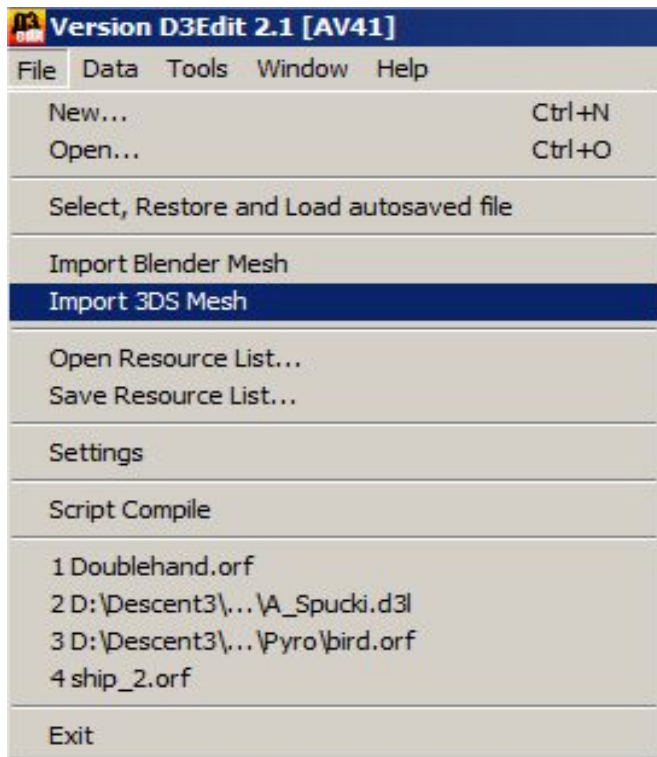 D3 edit Version D3Edit 2.1 [AV41]
File Data Tools Window Help
New... Ctrl+N
Open... Ctrl+O
Select, Restore and Load autosaved file
Import Blender Mesh
Import 3DS Mesh
Open Resource List...
Save Resource List...
Settings
Script Compile
1 Doublehand.orf
2 D:\Descent3\...\A_Spucki.d3l
3 D:\Descent3\...\Pyro\bird.orf
4 ship_2.orf
Exit